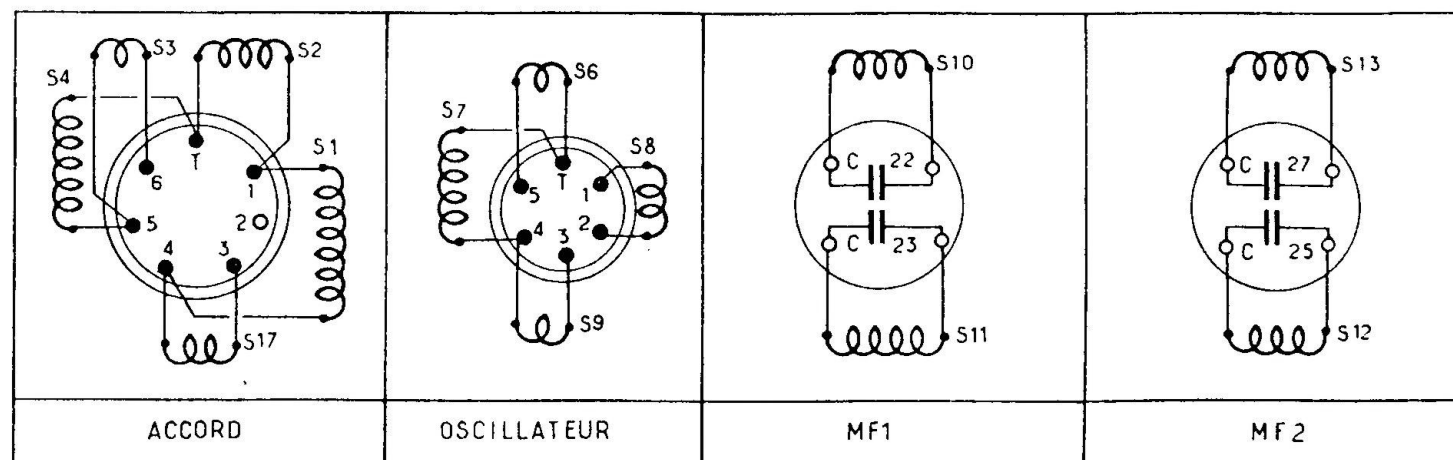 S3 S2 S4 T 1 S1 6 2 5 4 3 S17
S6 S7 S8 T 5 1 4 3 2 S9
S10 C 22 C 23 S11
S13 C 27 C 25 S12
ACCORD OSCILLATEUR MF1 MF2